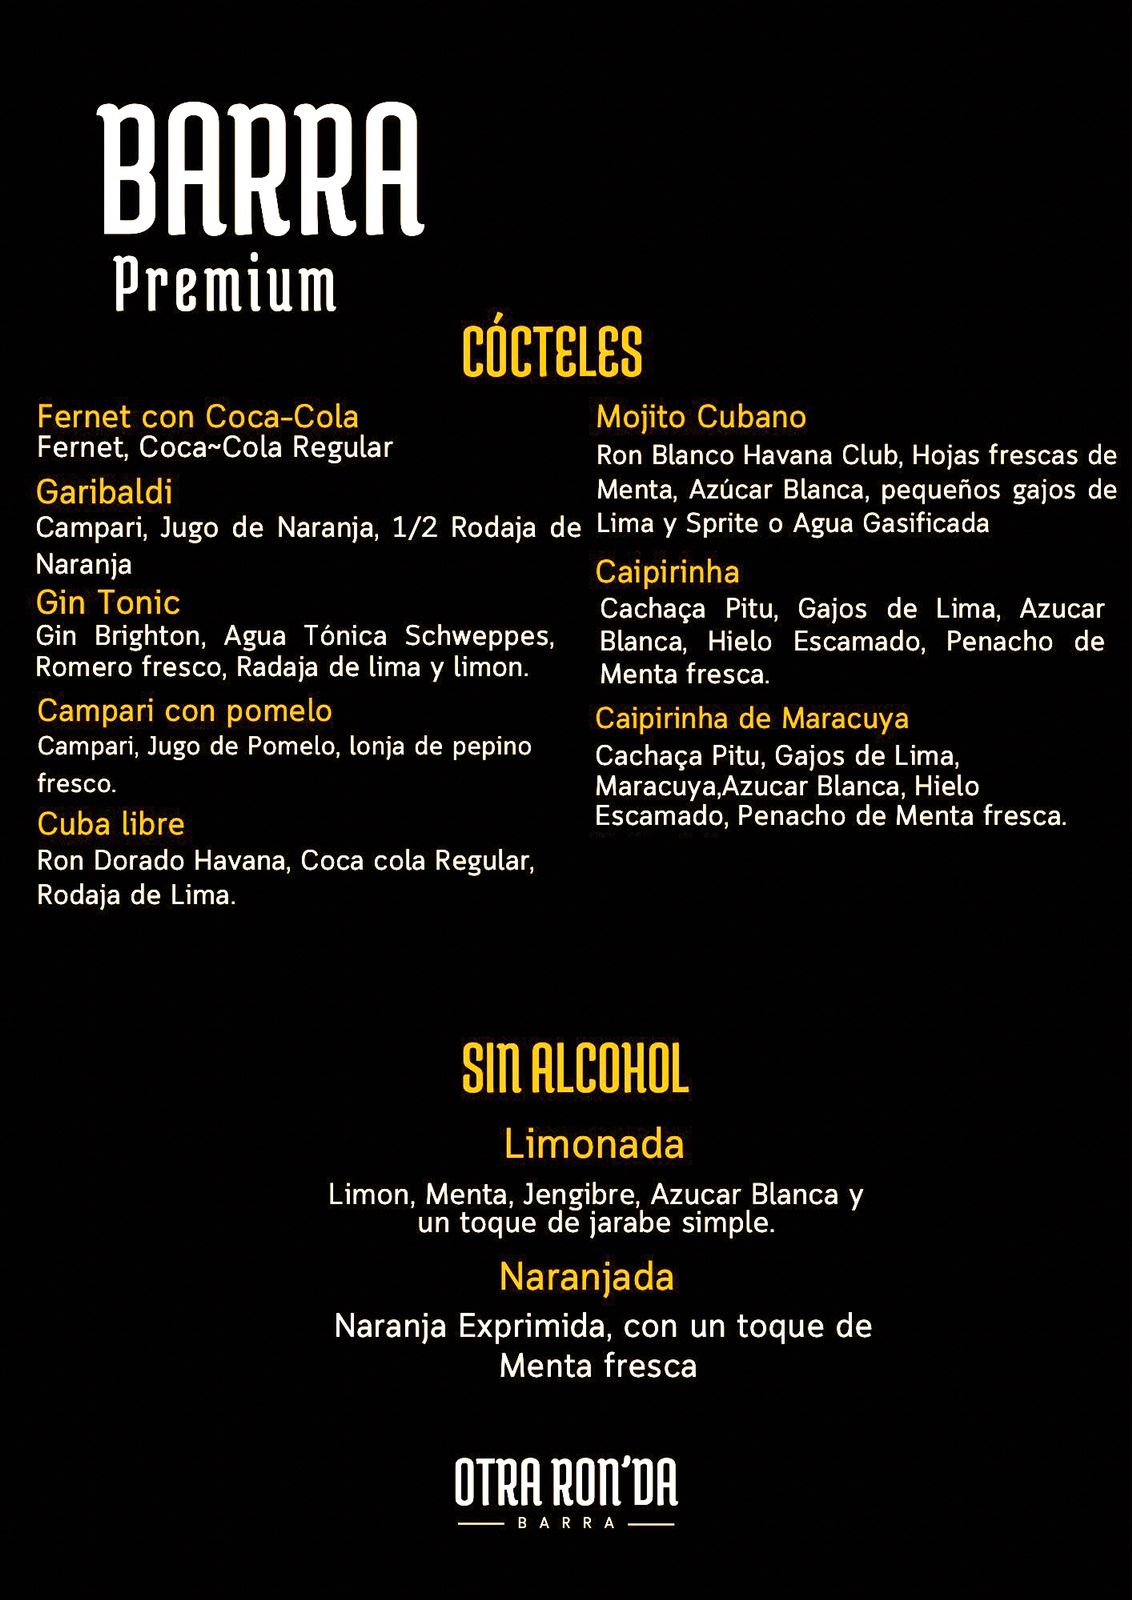 BARRA
Premium
CÓCTELES
Fernet con Coca-Cola
Fernet, Coca~Cola Regular
Garibaldi
Campari, Jugo de Naranja, 1/2 Rodaja de
Naranja
Gin Tonic
Gin Brighton, Agua Tónica Schweppes,
Romero fresco, Radaja de lima y limon.
Campari con pomelo
Campari, Jugo de Pomelo, lonja de pepino
fresco.
Cuba libre
Ron Dorado Havana, Coca cola Regular,
Rodaja de Lima.
Mojito Cubano
Ron Blanco Havana Club, Hojas frescas de
Menta, Azúcar Blanca, pequeños gajos de
Lima y Sprite o Agua Gasificada
Caipirinha
Cachaça Pitu, Gajos de Lima, Azucar
Blanca, Hielo Escamado, Penacho de
Menta fresca.
Caipirinha de Maracuya
Cachaça Pitu, Gajos de Lima,
Maracuya,Azucar Blanca, Hielo
Escamado, Penacho de Menta fresca.
SIN ALCOHOL
Limonada
Limon, Menta, Jengibre, Azucar Blanca y
un toque de jarabe simple.
Naranjada
Naranja Exprimida, con un toque de
Menta fresca
OTRA RON'DA
BARRA